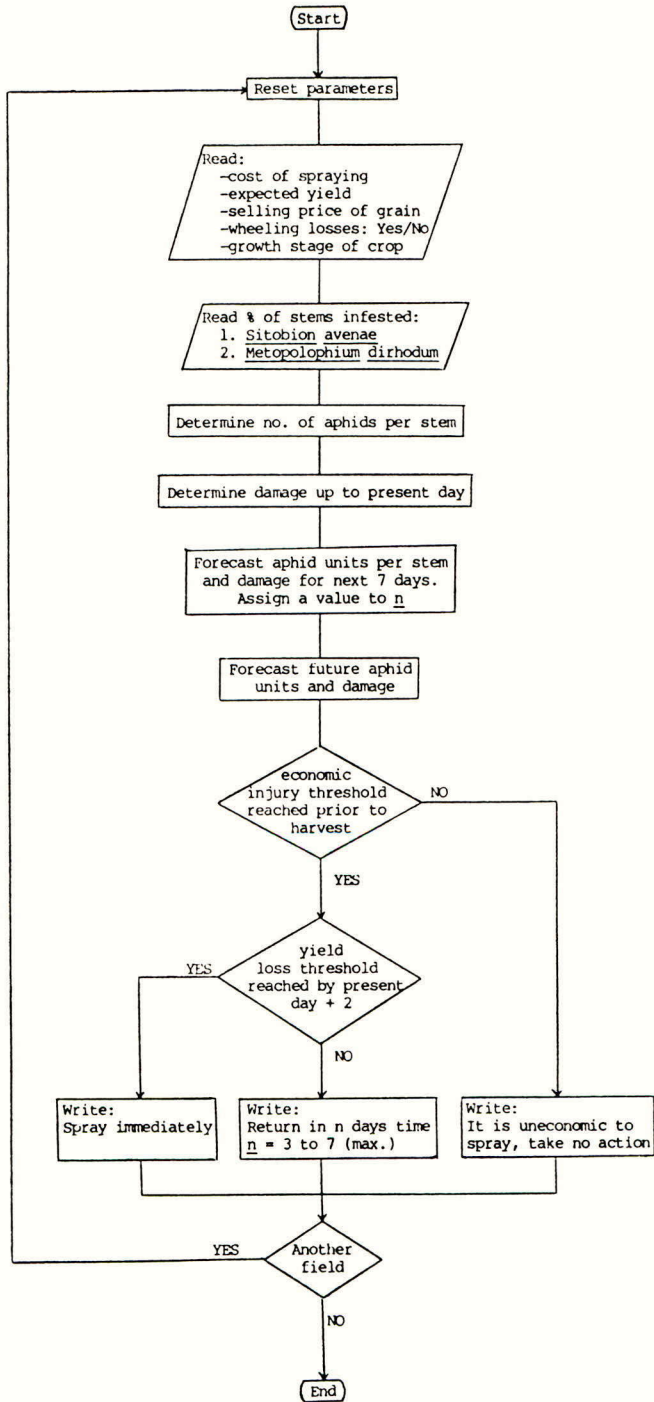 Start
Reset parameters
Read:
-cost of spraying
-expected yield
-selling price of grain
-wheeling losses: Yes/No
-growth stage of crop
Read % of stems infested:
1. Sitobion avenae
2. Metopolophium dirhodum
Determine no. of aphids per stem
Determine damage up to present day
Forecast aphid units per stem
and damage for next 7 days.
Assign a value to n
Forecast future aphid
units and damage
economic
injury threshold
reached prior to
harvest
NO
YES
yield
loss threshold
reached by present
day + 2
YES
NO
Write:
Spray immediately
Write:
Return in n days time
n = 3 to 7 (max.)
Write:
It is uneconomic to
spray, take no action
YES
Another
field
NO
End